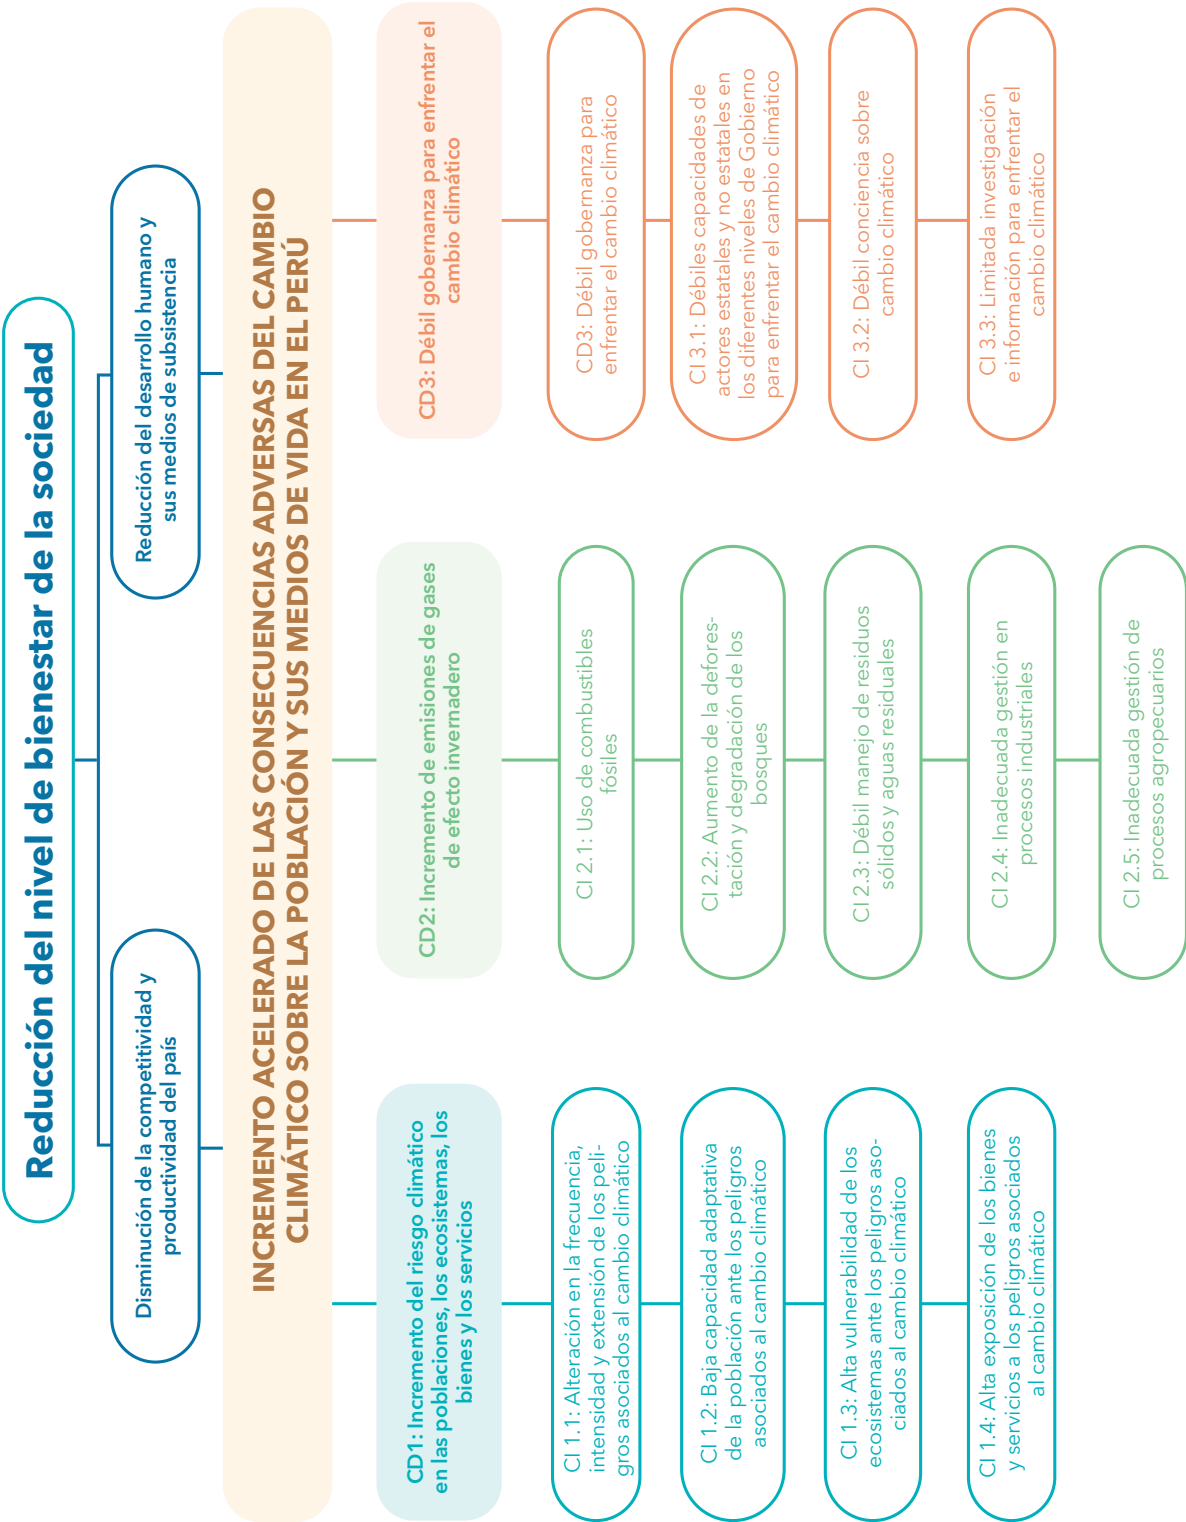 Reducción del nivel de bienestar de la sociedad
Disminución de la competitividad y
productividad del país
Reducción del desarrollo humano y
sus medios de subsistencia
INCREMENTO ACELERADO DE LAS CONSECUENCIAS ADVERSAS DEL CAMBIO
CLIMÁTICO SOBRE LA POBLACIÓN Y SUS MEDIOS DE VIDA EN EL PERÚ
CD1: Incremento del riesgo climático
en las poblaciones, los ecosistemas, los
bienes y los servicios
CI 1.1: Alteración en la frecuencia,
intensidad y extensión de los peli-
gros asociados al cambio climático
CI 1.2: Baja capacidad adaptativa
de la población ante los peligros
asociados al cambio climático
CI 1.3: Alta vulnerabilidad de los
ecosistemas ante los peligros aso-
ciados al cambio climático
CI 1.4: Alta exposición de los bienes
y servicios a los peligros asociados
al cambio climático
CD2: Incremento de emisiones de gases
de efecto invernadero
CI 2.1: Uso de combustibles
fósiles
CI 2.2: Aumento de la defores-
tación y degradación de los
bosques
CI 2.3: Débil manejo de residuos
sólidos y aguas residuales
CI 2.4: Inadecuada gestión en
procesos industriales
CI 2.5: Inadecuada gestión de
procesos agropecuarios
CD3: Débil gobernanza para enfrentar el
cambio climático
CD3: Débil gobernanza para
enfrentar el cambio climático
CI 3.1: Débiles capacidades de
actores estatales y no estatales en
los diferentes niveles de Gobierno
para enfrentar el cambio climático
CI 3.2: Débil conciencia sobre
cambio climático
CI 3.3: Limitada investigación
e información para enfrentar el
cambio climático